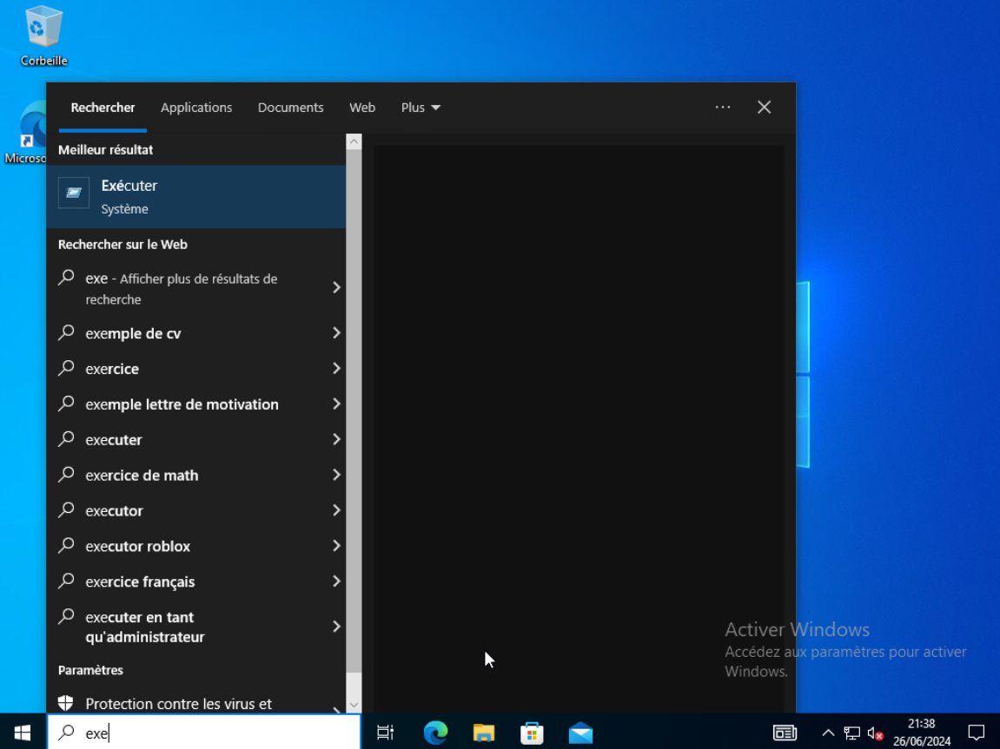 Corbeille
Microso
Rechercher
Applications
Documents
Web
Plus
Meilleur résultat
Exécuter
Système
Rechercher sur le Web
exe - Afficher plus de résultats de
recherche
exemple de cv
exercice
exemple lettre de motivation
executer
exercice de math
executor
executor roblox
exercice français
executer en tant
qu'administrateur
Paramètres
Protection contre les virus et
Activer Windows
Accédez aux paramètres pour activer
Windows.
exe
21:38
26/06/2024